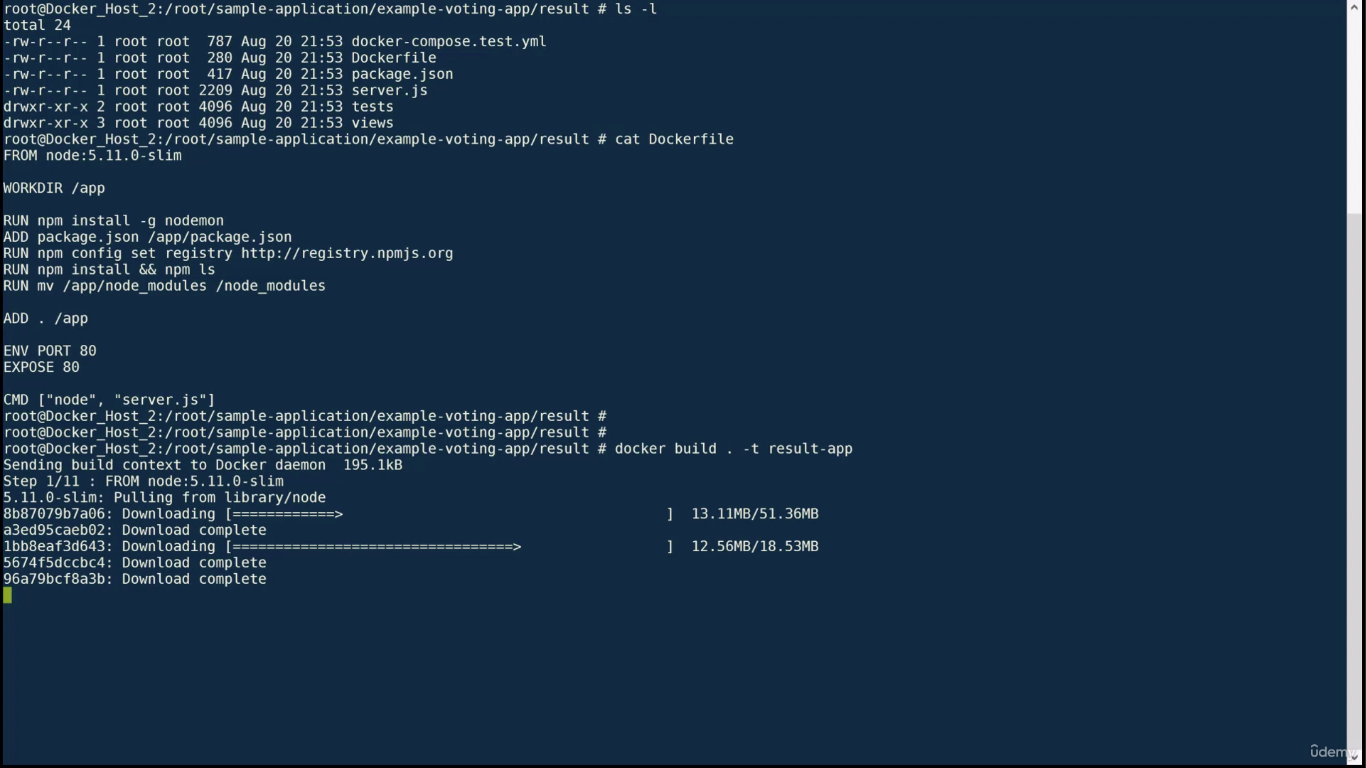 root@Docker_Host_2:/root/sample-application/example-voting-app/result # ls -l
total 24
-rw-r--r-- 1 root root  787 Aug 20 21:53 docker-compose.test.yml
-rw-r--r-- 1 root root  280 Aug 20 21:53 Dockerfile
-rw-r--r-- 1 root root  417 Aug 20 21:53 package.json
-rw-r--r-- 1 root root 2209 Aug 20 21:53 server.js
drwxr-xr-x 2 root root 4096 Aug 20 21:53 tests
drwxr-xr-x 3 root root 4096 Aug 20 21:53 views
root@Docker_Host_2:/root/sample-application/example-voting-app/result # cat Dockerfile
FROM node:5.11.0-slim
WORKDIR /app
RUN npm install -g nodemon
ADD package.json /app/package.json
RUN npm config set registry http://registry.npmjs.org
RUN npm install && npm ls
RUN mv /app/node_modules /node_modules
ADD . /app
ENV PORT 80
EXPOSE 80
CMD ["node", "server.js"]
root@Docker_Host_2:/root/sample-application/example-voting-app/result #
root@Docker_Host_2:/root/sample-application/example-voting-app/result #
root@Docker_Host_2:/root/sample-application/example-voting-app/result # docker build . -t result-app
Sending build context to Docker daemon  195.1kB
Step 1/11 : FROM node:5.11.0-slim
5.11.0-slim: Pulling from library/node
8b87079b7a06: Downloading [============>                                      ]  13.11MB/51.36MB
a3ed95caeb02: Download complete
1bb8eaf3d643: Downloading [=================================>                 ]  12.56MB/18.53MB
5674f5dccbc4: Download complete
96a79bcf8a3b: Download complete
ûdemy